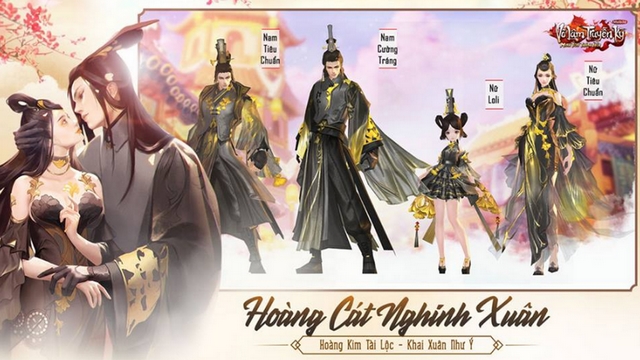 Nam
Tiêu
Chuẩn
Nam
Cường
Tráng
Nữ
Loli
Nữ
Tiêu
Chuẩn
Võ Lâm Truyền Kỳ
Hoàng Cát Nghinh Xuân
Hoàng Kim Tài Lộc - Khai Xuân Như Ý